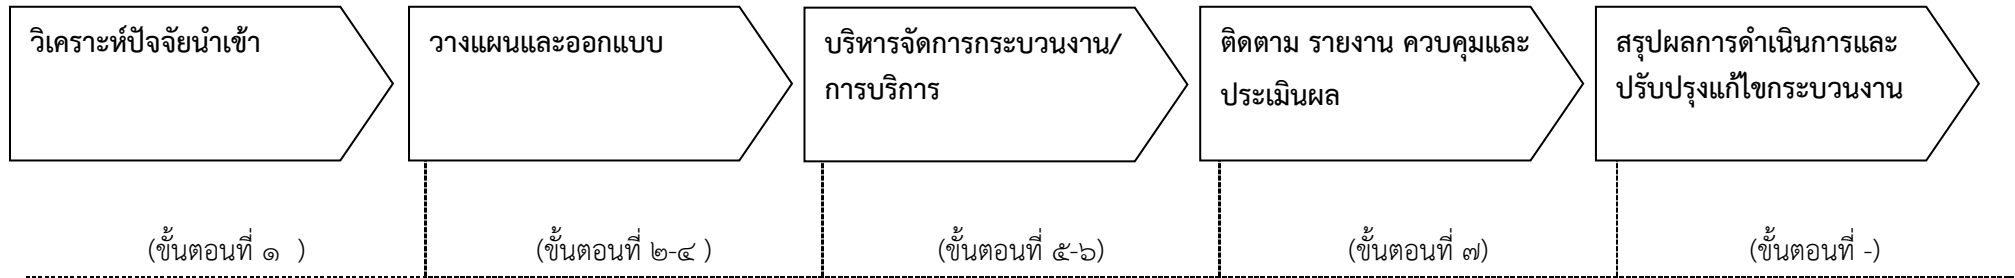 วิเคราะห์ปัจจัยนำเข้า
วางแผนและออกแบบ
บริหารจัดการกระบวนงาน/
การบริการ
ติดตาม รายงาน ควบคุมและ
ประเมินผล
สรุปผลการดำเนินการและ
ปรับปรุงแก้ไขกระบวนงาน
(ขั้นตอนที่ ๑ )
(ขั้นตอนที่ ๒-๔ )
(ขั้นตอนที่ ๕-๖)
(ขั้นตอนที่ ๗)
(ขั้นตอนที่ -)